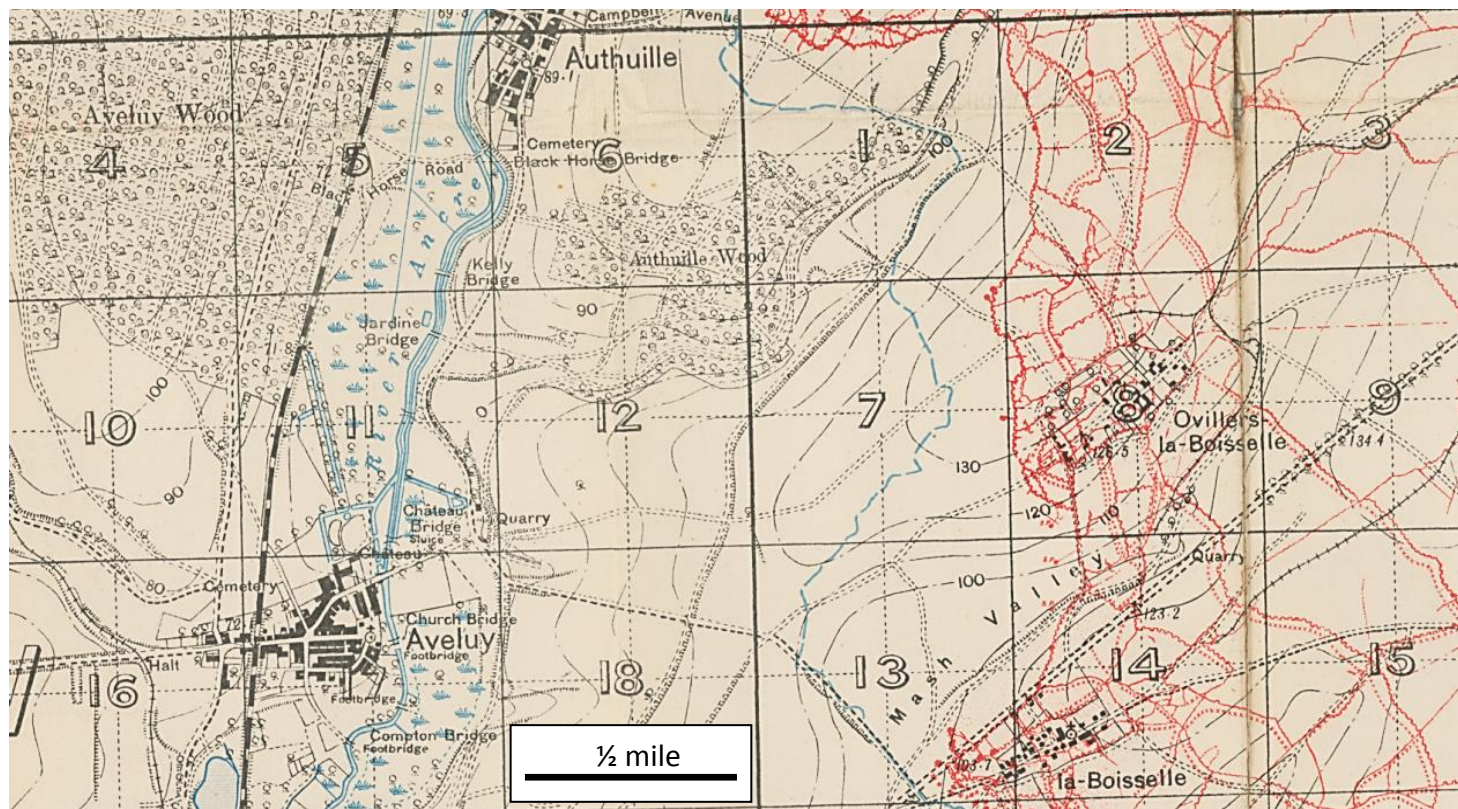 69·8
Campbell Avenue
Authuille
89·1
Aveluy Wood
4
5
6
1
2
3
Cemetery
Black Horse Bridge
100
72
Black Horse Road
River Ancre
Authuille Wood
Kelly
Bridge
90
Jardine
Bridge
100
10
11
12
7
8
9
0
Ovillers-
la-Boisselle
134·4
126·5
130
90
120
110
Chateau
Bridge
Sluice
Quarry
Chateau
Quarry
80
Cemetery
100
Mash Valley
123·2
72
Church Bridge
Aveluy
Footbridge
Halt
16
18
13
14
15
Footbridge
Compton Bridge
Footbridge
½ mile
103·7
la-Boisselle